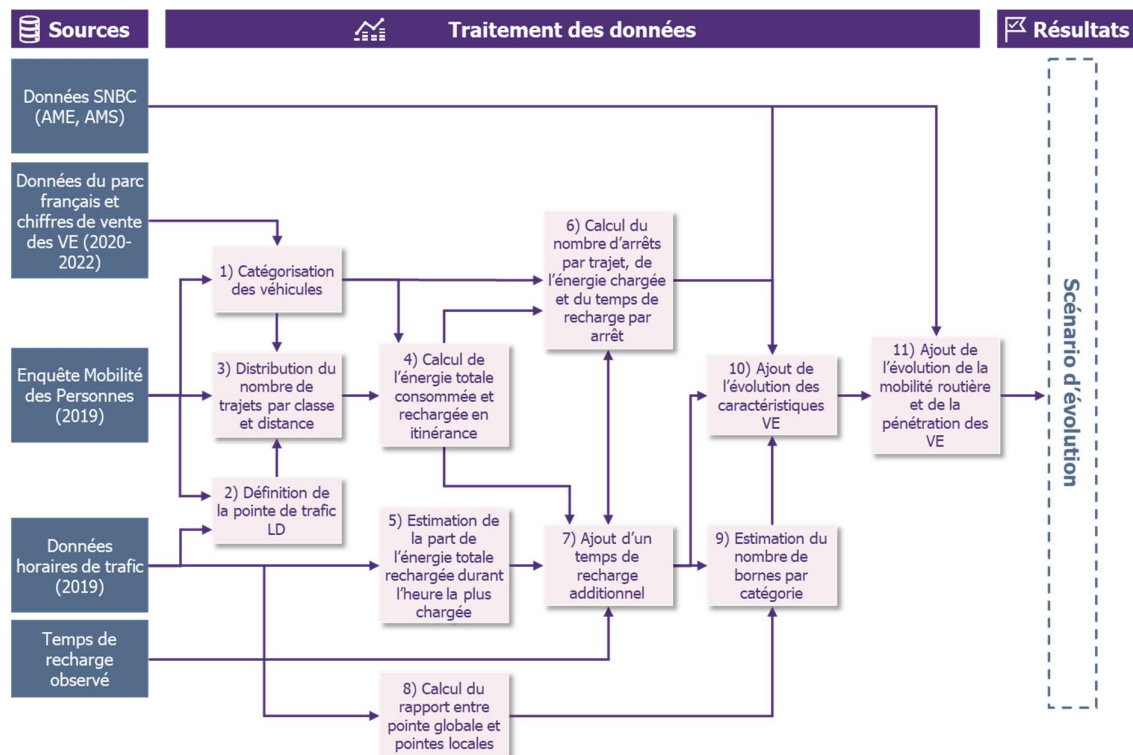 Sources
Traitement des données
Résultats
Données SNBC
(AME, AMS)
Données du parc
français et
chiffres de vente
des VE (2020-
2022)
Enquête Mobilité
des Personnes
(2019)
Données
horaires de trafic
(2019)
Temps de
recharge
observé
1) Catégorisation
des véhicules
3) Distribution du
nombre de
trajets par classe
et distance
2) Définition de
la pointe de trafic
LD
4) Calcul de
l'énergie totale
consommée et
rechargée en
itinérance
5) Estimation de
la part de
l'énergie totale
rechargée durant
l'heure la plus
chargée
8) Calcul du
rapport entre
pointe globale et
pointes locales
6) Calcul du
nombre d'arrêts
par trajet, de
l'énergie chargée
et du temps de
recharge par
arrêt
7) Ajout d'un
temps de
recharge
additionnel
10) Ajout de
l'évolution des
caractéristiques
VE
9) Estimation du
nombre de
bornes par
catégorie
11) Ajout de
l'évolution de la
mobilité routière
et de la
pénétration des
VE
Scénario d'évolution